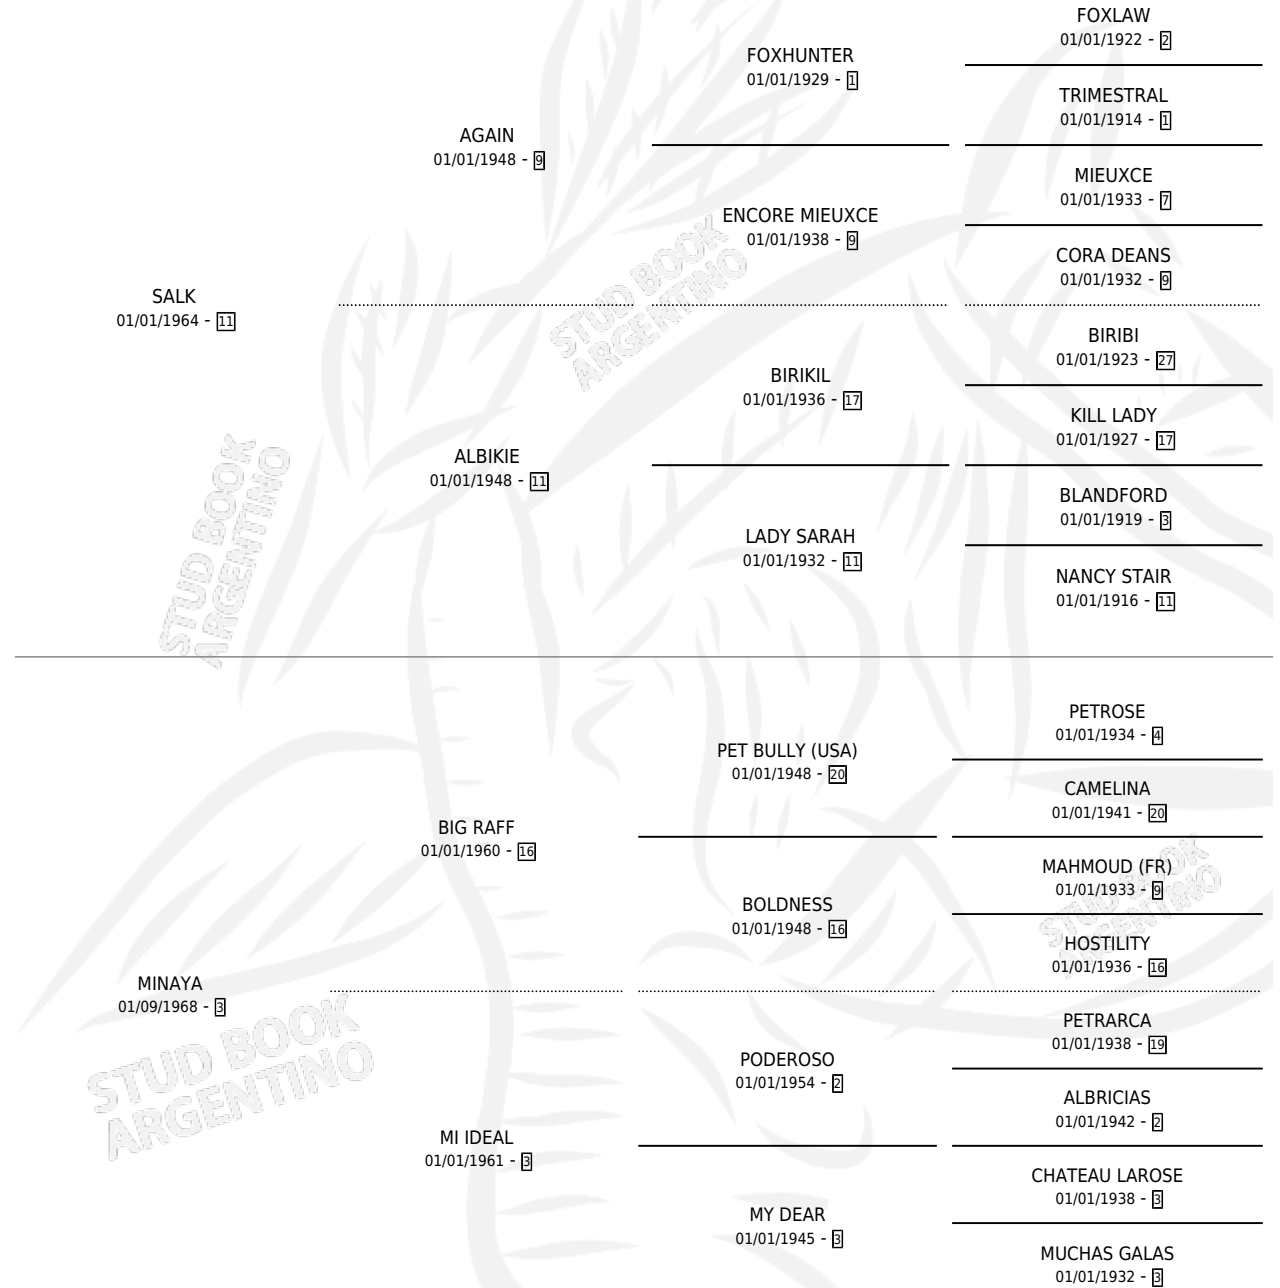 FOXLAW
01/01/1922 - 2
FOXHUNTER
01/01/1929 - 1
TRIMESTRAL
01/01/1914 - 1
AGAIN
01/01/1948 - 9
MIEUXCE
01/01/1933 - 7
ENCORE MIEUXCE
01/01/1938 - 9
CORA DEANS
01/01/1932 - 9
SALK
01/01/1964 - 11
BIRIBI
01/01/1923 - 27
BIRIKIL
01/01/1936 - 17
KILL LADY
01/01/1927 - 17
ALBIKIE
01/01/1948 - 11
BLANDFORD
01/01/1919 - 3
LADY SARAH
01/01/1932 - 11
NANCY STAIR
01/01/1916 - 11
STUD BOOK
ARGENTINO
STUD BOOK
ARGENTINO
PETROSE
01/01/1934 - 4
PET BULLY (USA)
01/01/1948 - 20
CAMELINA
01/01/1941 - 20
BIG RAFF
01/01/1960 - 16
MAHMOUD (FR)
01/01/1933 - 9
BOLDNESS
01/01/1948 - 16
HOSTILITY
01/01/1936 - 16
STUD BOOK
ARGENTINO
MINAYA
01/09/1968 - 3
PETRARCA
01/01/1938 - 19
PODEROSO
01/01/1954 - 2
ALBRICIAS
01/01/1942 - 2
MI IDEAL
01/01/1961 - 3
CHATEAU LAROSE
01/01/1938 - 3
MY DEAR
01/01/1945 - 3
MUCHAS GALAS
01/01/1932 - 3
STUD BOOK
ARGENTINO